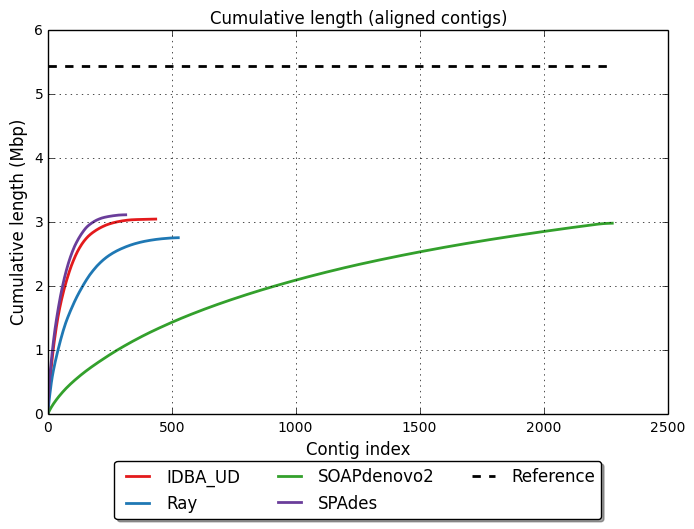 Cumulative length (aligned contigs)
Cumulative length (Mbp)
6
5
4
3
2
1
0
0 500 1000 1500 2000 2500
Contig index
IDBA_UD SOAPdenovo2 Reference
Ray SPAdes